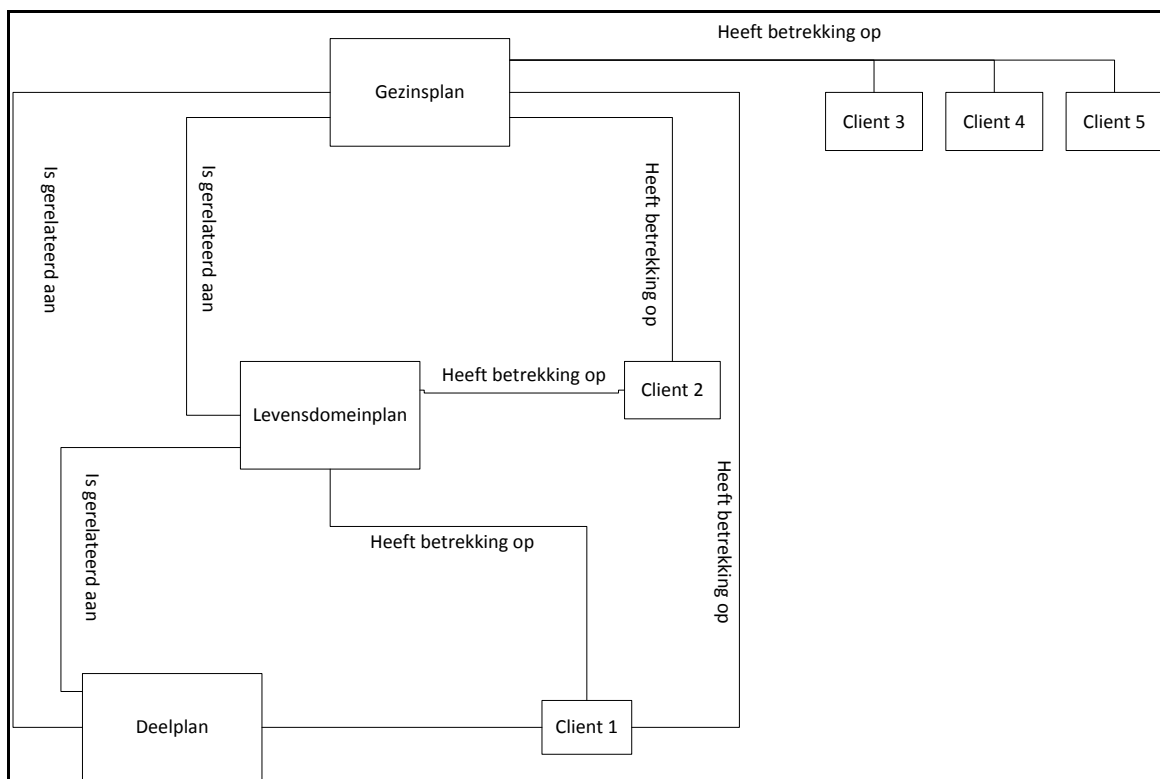 Heeft betrekking op
Gezinsplan
Client 3
Client 4
Client 5
Is gerelateerd aan
Is gerelateerd aan
Heeft betrekking op
Levensdomeinplan
Heeft betrekking op
Client 2
Is gerelateerd aan
Heeft betrekking op
Heeft betrekking op
Deelplan
Client 1